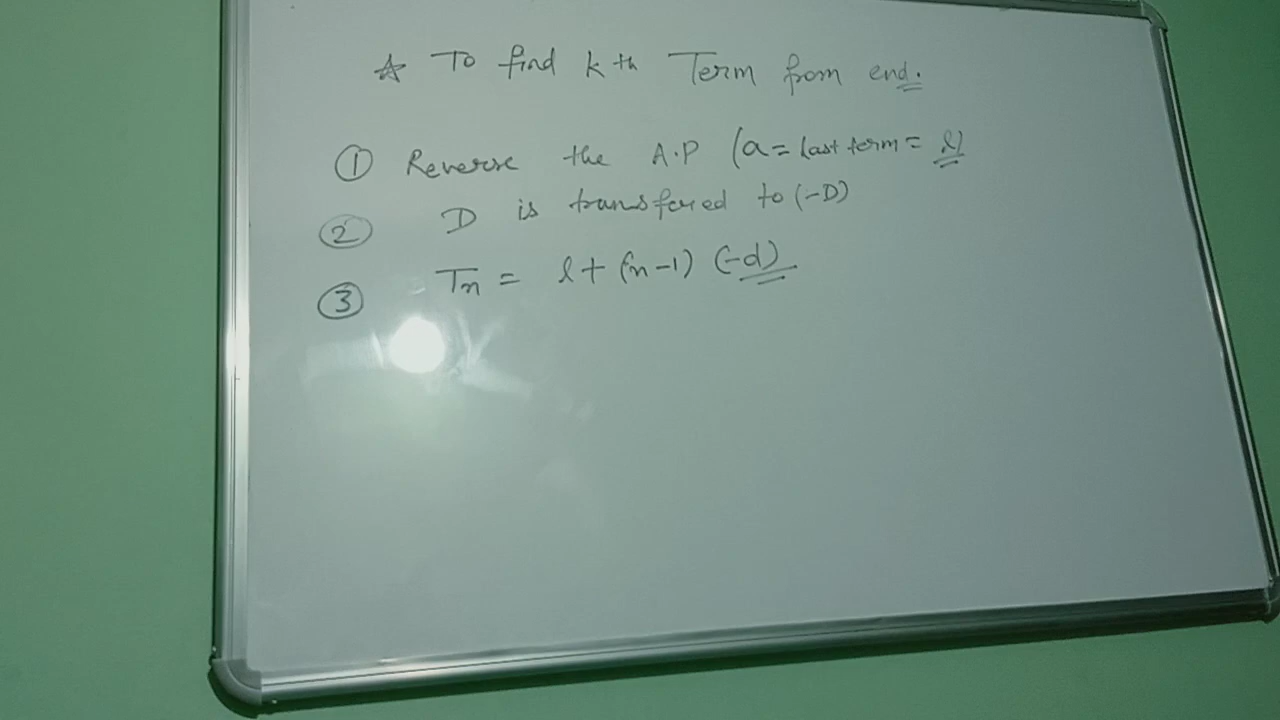 ☆ To find k th Term from end.
① Reverse the A.P (a = last term = l)
② D is transfered to (-D)
③ Tn = l + (n-1) (-d)